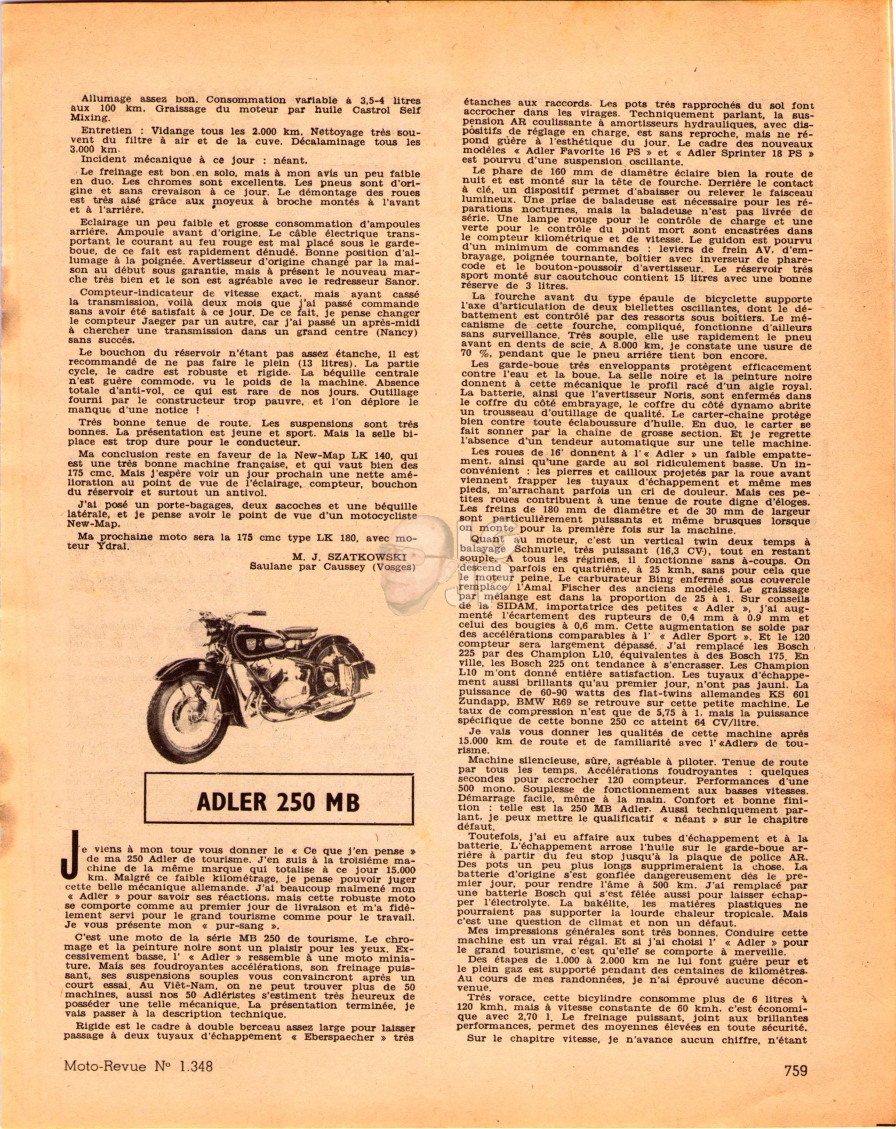 Allumage assez bon. Consommation variable à 3,5-4 litres
aux 100 km. Graissage du moteur par huile Castrol Self
Mixing.
Entretien : Vidange tous les 2.000 km. Nettoyage très sou-
vent du filtre à air et de la cuve. Décalaminage tous les
3.000 km.
Incident mécanique à ce jour : néant.
Le freinage est bon en solo, mais à mon avis un peu faible
en duo. Les chromes sont excellents. Les pneus sont d'ori-
gine et sans crevaison à ce jour. Le démontage des roues
est très aisé grâce aux moyeux à broche montés à l'avant
et à l'arrière.
Eclairage un peu faible et grosse consommation d'ampoules
arrière. Ampoule avant d'origine. Le câble électrique trans-
portant le courant au feu rouge est mal placé sous le garde-
boue, de ce fait est rapidement dénudé. Bonne position d'al-
lumage à la poignée. Avertisseur d'origine changé par la mai-
son au début sous garantie, mais à présent le nouveau mar-
che très bien et le son est agréable avec le redresseur Sanor.
Compteur-indicateur de vitesse exact, mais ayant cassé
la transmission, voilà deux mois que j'ai passé commande
sans avoir été satisfait à ce jour. De ce fait, je pense changer
le compteur Jaeger par un autre, car j'ai passé un après-midi
à chercher une transmission dans un grand centre (Nancy)
sans succès.
Le bouchon du réservoir n'étant pas assez étanche, il est
recommandé de ne pas faire le plein (13 litres). La partie
cycle, le cadre est robuste et rigide. La béquille centrale
n'est guère commode, vu le poids de la machine. Absence
totale d'anti-vol, ce qui est rare de nos jours. Outillage
fourni par le constructeur trop pauvre, et l'on déplore le
manque d'une notice !
Très bonne tenue de route. Les suspensions sont très
bonnes. La présentation est jeune et sport. Mais la selle bi-
place est trop dure pour le conducteur.
Ma conclusion reste en faveur de la New-Map LK 140, qui
est une très bonne machine française, et qui vaut bien des
175 cmc. Mais j'espère voir un jour prochain une nette amé-
lioration au point de vue de l'éclairage, compteur, bouchon
du réservoir et surtout un antivol.
J'ai posé un porte-bagages, deux sacoches et une béquille
latérale, et je pense avoir le point de vue d'un motocycliste
New-Map.
Ma prochaine moto sera la 175 cmc type LK 180, avec mo-
teur Ydral.
M. J. SZATKOWSKI
Saulane par Caussey (Vosges)
ADLER 250 MB
Je viens à mon tour vous donner le « Ce que j'en pense »
de ma 250 Adler de tourisme. J'en suis à la troisième ma-
chine de la même marque qui totalise à ce jour 15.000
km. Malgré ce faible kilométrage, je pense pouvoir juger
cette belle mécanique allemande. J'ai beaucoup malmené mon
« Adler » pour savoir ses réactions, mais cette robuste moto
se comporte comme au premier jour de livraison et m'a fidè-
lement servi pour le grand tourisme comme pour le travail.
Je vous présente mon « pur-sang ».
C'est une moto de la série MB 250 de tourisme. Le chro-
mage et la peinture noire sont un plaisir pour les yeux. Ex-
cessivement basse, l' « Adler » ressemble à une moto minia-
ture. Mais ses foudroyantes accélérations, son freinage puis-
sant, ses suspensions souples vous convaincront après un
court essai. Au Viêt-Nam, on ne peut trouver plus de 50
machines, aussi nos 50 Adléristes s'estiment très heureux de
posséder une telle mécanique. La présentation terminée, je
vais passer à la description technique.
Rigide est le cadre à double berceau assez large pour laisser
passage à deux tuyaux d'échappement « Eberspaecher » très
étanches aux raccords. Les pots très rapprochés du sol font
accrocher dans les virages. Techniquement parlant, la sus-
pension AR coulissante à amortisseurs hydrauliques, avec dis-
positifs de réglage en charge, est sans reproche, mais ne ré-
pond guère à l'esthétique du jour. Le cadre des nouveaux
modèles « Adler Favorite 16 PS » et « Adler Sprinter 18 PS »
est pourvu d'une suspension oscillante.
Le phare de 160 mm de diamètre éclaire bien la route de
nuit et est monté sur la tête de fourche. Derrière le contact
à clé, un dispositif permet d'abaisser ou relever le faisceau
lumineux. Une prise de baladeuse est nécessaire pour les ré-
parations nocturnes, mais la baladeuse n'est pas livrée de
série. Une lampe rouge pour le contrôle de charge et une
verte pour le contrôle du point mort sont encastrées dans
le compteur kilométrique et de vitesse. Le guidon est pourvu
d'un minimum de commandes : leviers de frein AV, d'em-
brayage, poignée tournante, boîtier avec inverseur de phare-
code et le bouton-poussoir d'avertisseur. Le réservoir très
sport monté sur caoutchouc contient 15 litres avec une bonne
réserve de 3 litres.
La fourche avant du type épaule de bicyclette supporte
l'axe d'articulation de deux biellettes oscillantes, dont le dé-
battement est contrôlé par des ressorts sous boîtiers. Le mé-
canisme de cette fourche, compliqué, fonctionne d'ailleurs
sans surveillance. Très souple, elle use rapidement le pneu
avant en dents de scie. A 8.000 km, je constate une usure de
70 %, pendant que le pneu arrière tient bon encore.
Les garde-boue très enveloppants protègent efficacement
contre l'eau et la boue. La selle noire et la peinture noire
donnent à cette mécanique le profil racé d'un aigle royal.
La batterie, ainsi que l'avertisseur Noris, sont enfermés dans
le coffre du côté embrayage, le coffre du côté dynamo abrite
un trousseau d'outillage de qualité. Le carter-chaîne protège
bien contre toute éclaboussure d'huile. En duo, le carter se
fait sonner par la chaîne de grosse section. Et je regrette
l'absence d'un tendeur automatique sur une telle machine.
Les roues de 16' donnent à l'« Adler » un faible empatte-
ment, ainsi qu'une garde au sol ridiculement basse. Un in-
convénient : les pierres et cailloux projetés par la roue avant
viennent frapper les tuyaux d'échappement et même mes
pieds, m'arrachant parfois un cri de douleur. Mais ces pe-
tites roues contribuent à une tenue de route digne d'éloges.
Les freins de 180 mm de diamètre et de 30 mm de largeur
sont particulièrement puissants et même brusques lorsque
on monte pour la première fois sur la machine.
Quant au moteur, c'est un vertical twin deux temps à
balayage Schnurle, très puissant (16,3 CV), tout en restant
souple. A tous les régimes, il fonctionne sans à-coups. On
descend parfois en quatrième, à 25 kmh, sans pour cela que
le moteur peine. Le carburateur Bing enfermé sous couvercle
remplace l'Amal Fischer des anciens modèles. Le graissage
par mélange est dans la proportion de 25 à 1. Sur conseils
de la SIDAM, importatrice des petites « Adler », j'ai aug-
menté l'écartement des rupteurs de 0,4 mm à 0.9 mm et
celui des bougies à 0,6 mm. Cette augmentation se solde par
des accélérations comparables à l' « Adler Sport ». Et le 120
compteur sera largement dépassé. J'ai remplacé les Bosch
225 par des Champion L10, équivalentes à des Bosch 175. En
ville, les Bosch 225 ont tendance à s'encrasser. Les Champion
L10 m'ont donné entière satisfaction. Les tuyaux d'échappe-
ment aussi brillants qu'au premier jour, n'ont pas jauni. La
puissance de 60-90 watts des flat-twins allemandes KS 601
Zundapp, BMW R69 se retrouve sur cette petite machine. Le
taux de compression n'est que de 5,75 à 1, mais la puissance
spécifique de cette bonne 250 cc atteint 64 CV/litre.
Je vais vous donner les qualités de cette machine après
15.000 km de route et de familiarité avec l'«Adler» de tou-
risme.
Machine silencieuse, sûre, agréable à piloter. Tenue de route
par tous les temps. Accélérations foudroyantes : quelques
secondes pour accrocher 120 compteur. Performances d'une
500 mono. Souplesse de fonctionnement aux basses vitesses.
Démarrage facile, même à la main. Confort et bonne fini-
tion : telle est la 250 MB Adler. Aussi techniquement par-
lant, je peux mettre le qualificatif « néant » sur le chapitre
défaut.
Toutefois, j'ai eu affaire aux tubes d'échappement et à la
batterie. L'échappement arrose l'huile sur le garde-boue ar-
rière à partir du feu stop jusqu'à la plaque de police AR.
Des pots un peu plus longs supprimeraient la chose. La
batterie d'origine s'est gonflée dangereusement dès le pre-
mier jour, pour rendre l'âme à 500 km. J'ai remplacé par
une batterie Bosch qui s'est fêlée aussi pour laisser échap-
per l'électrolyte. La bakélite, les matières plastiques ne
pourraient pas supporter la lourde chaleur tropicale. Mais
c'est une question de climat et non un défaut.
Mes impressions générales sont très bonnes. Conduire cette
machine est un vrai régal. Et si j'ai choisi l' « Adler » pour
le grand tourisme, c'est qu'elle se comporte à merveille.
Des étapes de 1.000 à 2.000 km ne lui font guère peur et
le plein gaz est supporté pendant des centaines de kilomètres.
Au cours de mes randonnées, je n'ai éprouvé aucune décon-
venue.
Très vorace, cette bicylindre consomme plus de 6 litres à
120 kmh, mais à vitesse constante de 60 kmh, c'est économi-
que avec 2,70 l. Le freinage puissant, joint aux brillantes
performances, permet des moyennes élevées en toute sécurité.
Sur le chapitre vitesse, je n'avance aucun chiffre, n'étant
Moto-Revue N° 1.348
759